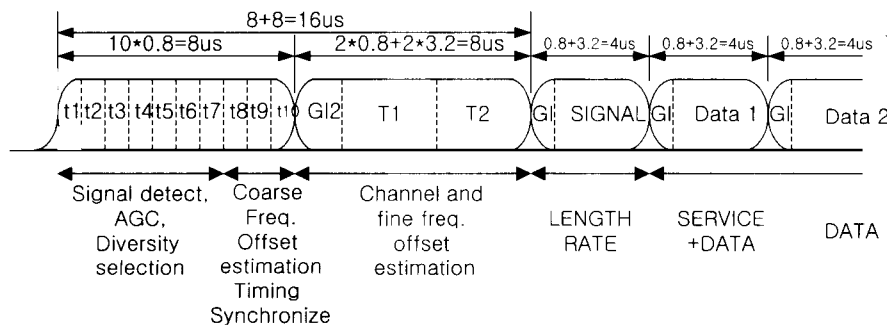 8+8=16us
10*0.8=8us
2*0.8+2*3.2=8us
0.8+3.2=4us
0.8+3.2=4us
0.8+3.2=4us
t1 t2 t3 t4 t5 t6 t7 t8 t9 t10
GI2
T1
T2
GI
SIGNAL
GI
Data 1
GI
Data 2
Signal detect,
AGC,
Diversity
selection
Coarse
Freq.
Offset
estimation
Timing
Synchronize
Channel and
fine freq.
offset
estimation
LENGTH
RATE
SERVICE
+DATA
DATA